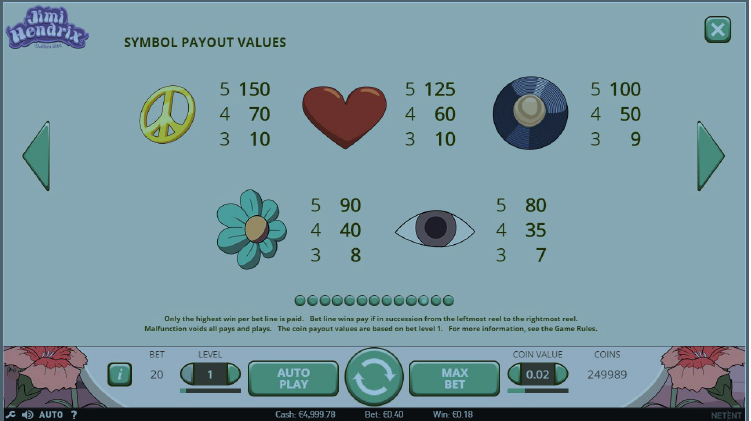 Jimi
Hendrix
SYMBOL PAYOUT VALUES
5 150
4 70
3 10
5 125
4 60
3 10
5 100
4 50
3 9
5 90
4 40
3 8
5 80
4 35
3 7
Only the highest win per bet line is paid. Bet line wins pay if in succession from the leftmost reel to the rightmost reel.
Malfunction voids all pays and plays. The coin payout values are based on bet level 1. For more information, see the Game Rules.
BET LEVEL COIN VALUE COINS
i 20 1 AUTO PLAY MAX BET 0.02 249989
AUTO ? Cash: €4,999.78 Bet: €0.40 Win: €0.18 NETENT